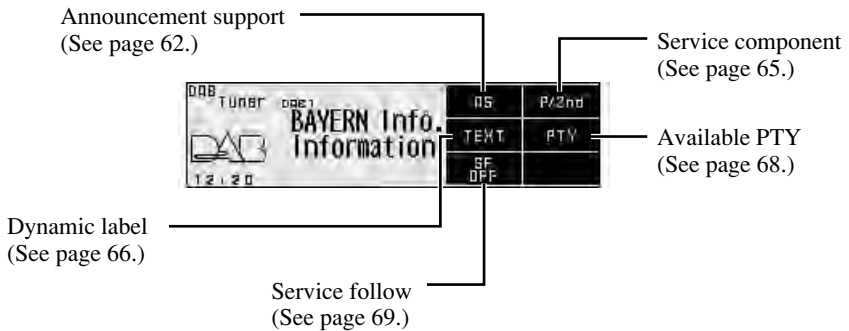 Announcement support
(See page 62.)
Service component
(See page 65.)
DAB
Tuner DAB1
BAYERN Info.
Information
DAB
12:20
AS
P/2nd
TEXT
PTY
SF
OFF
Available PTY
(See page 68.)
Dynamic label
(See page 66.)
Service follow
(See page 69.)